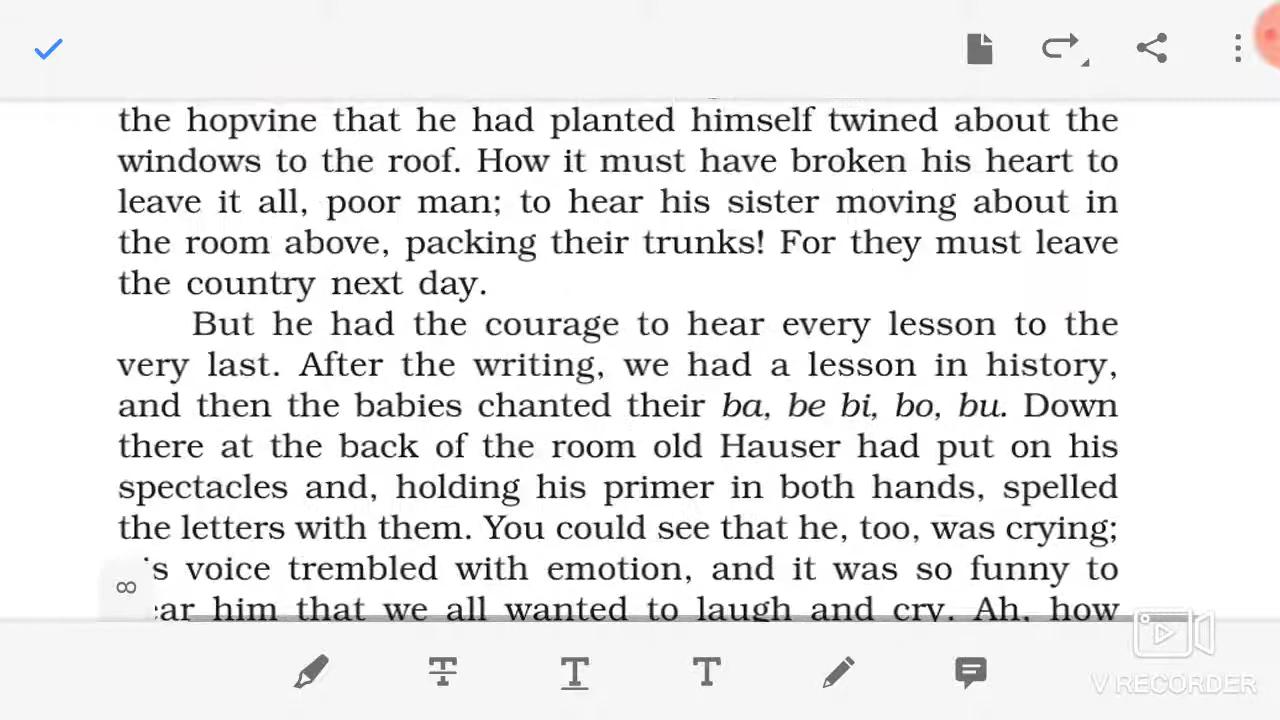 the hopvine that he had planted himself twined about the
windows to the roof. How it must have broken his heart to
leave it all, poor man; to hear his sister moving about in
the room above, packing their trunks! For they must leave
the country next day.
But he had the courage to hear every lesson to the
very last. After the writing, we had a lesson in history,
and then the babies chanted their ba, be bi, bo, bu. Down
there at the back of the room old Hauser had put on his
spectacles and, holding his primer in both hands, spelled
the letters with them. You could see that he, too, was crying;
voice trembled with emotion, and it was so funny to
him that we all wanted to laugh and cry. Ah, how
V RECORDER